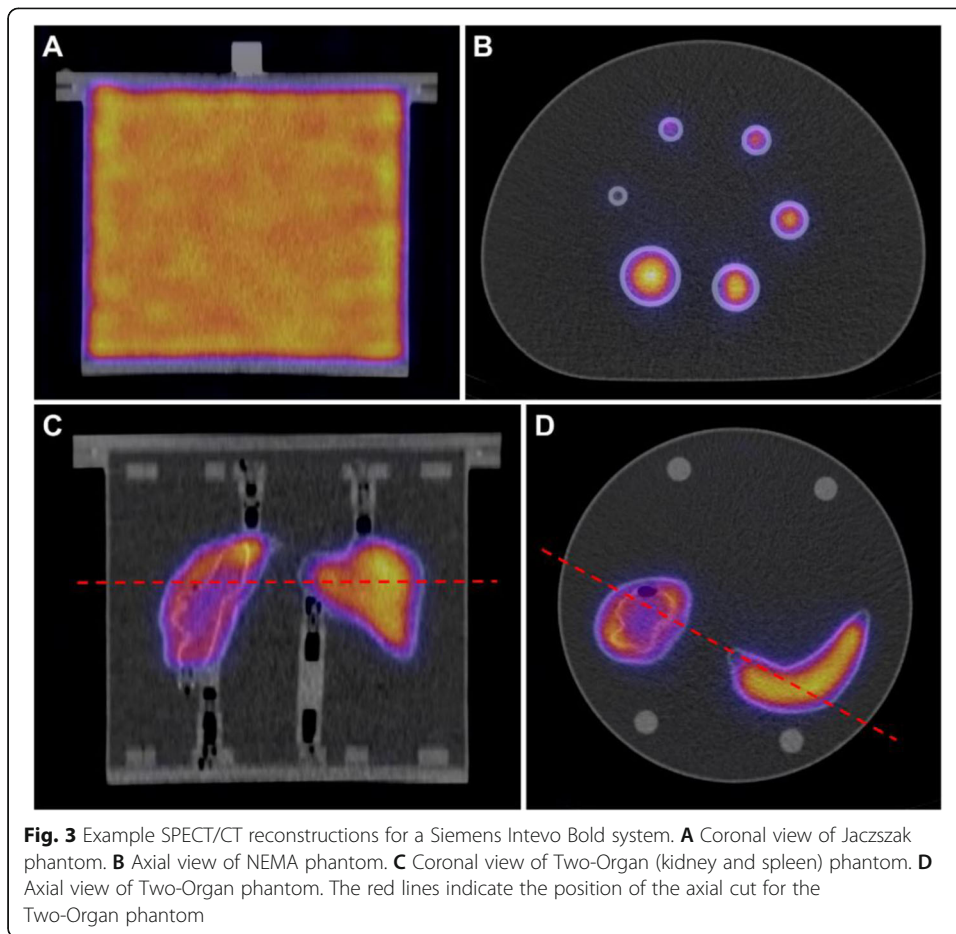 A
B
C
D
Fig. 3 Example SPECT/CT reconstructions for a Siemens Intevo Bold system. A Coronal view of Jaczszak
phantom. B Axial view of NEMA phantom. C Coronal view of Two-Organ (kidney and spleen) phantom. D
Axial view of Two-Organ phantom. The red lines indicate the position of the axial cut for the
Two-Organ phantom